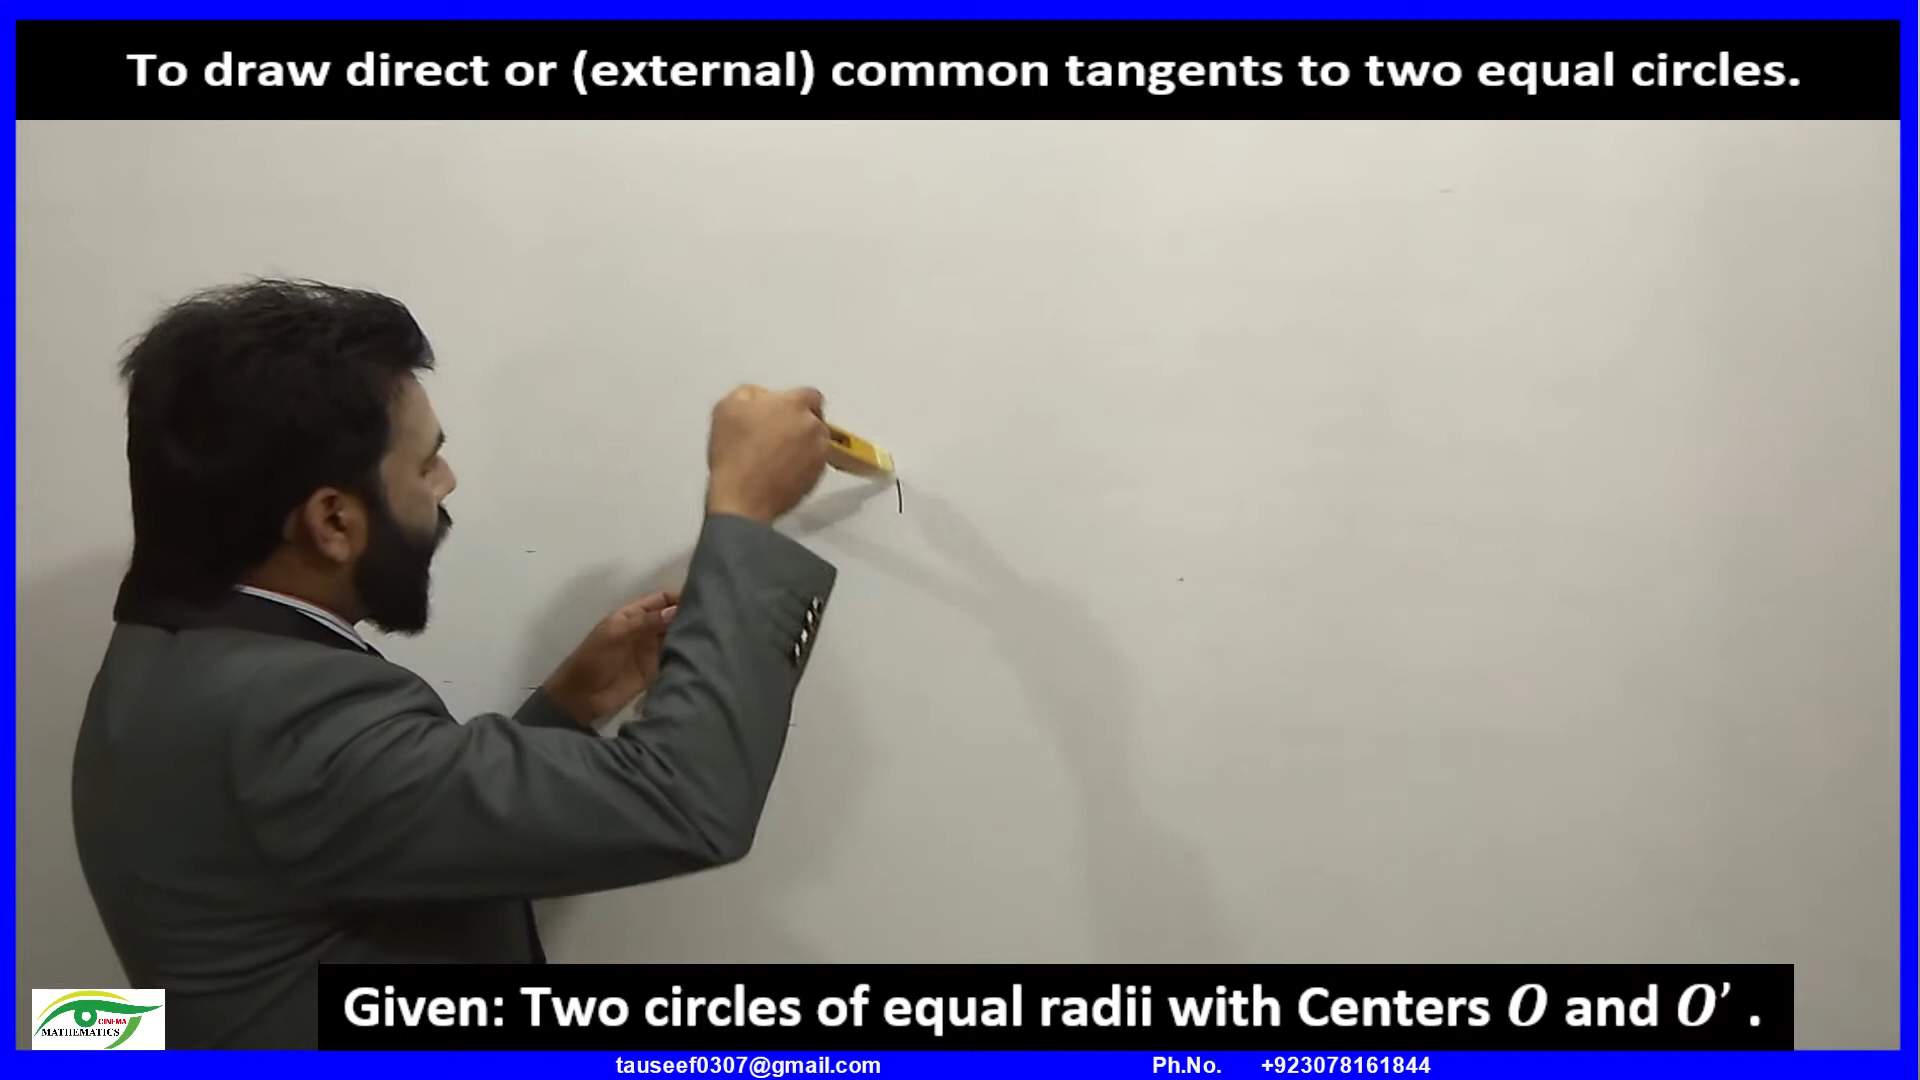 To draw direct or (external) common tangents to two equal circles.
Given: Two circles of equal radii with Centers O and O’ .
CINEMA
MATHEMATICS
tauseef0307@gmail.com Ph.No. +923078161844